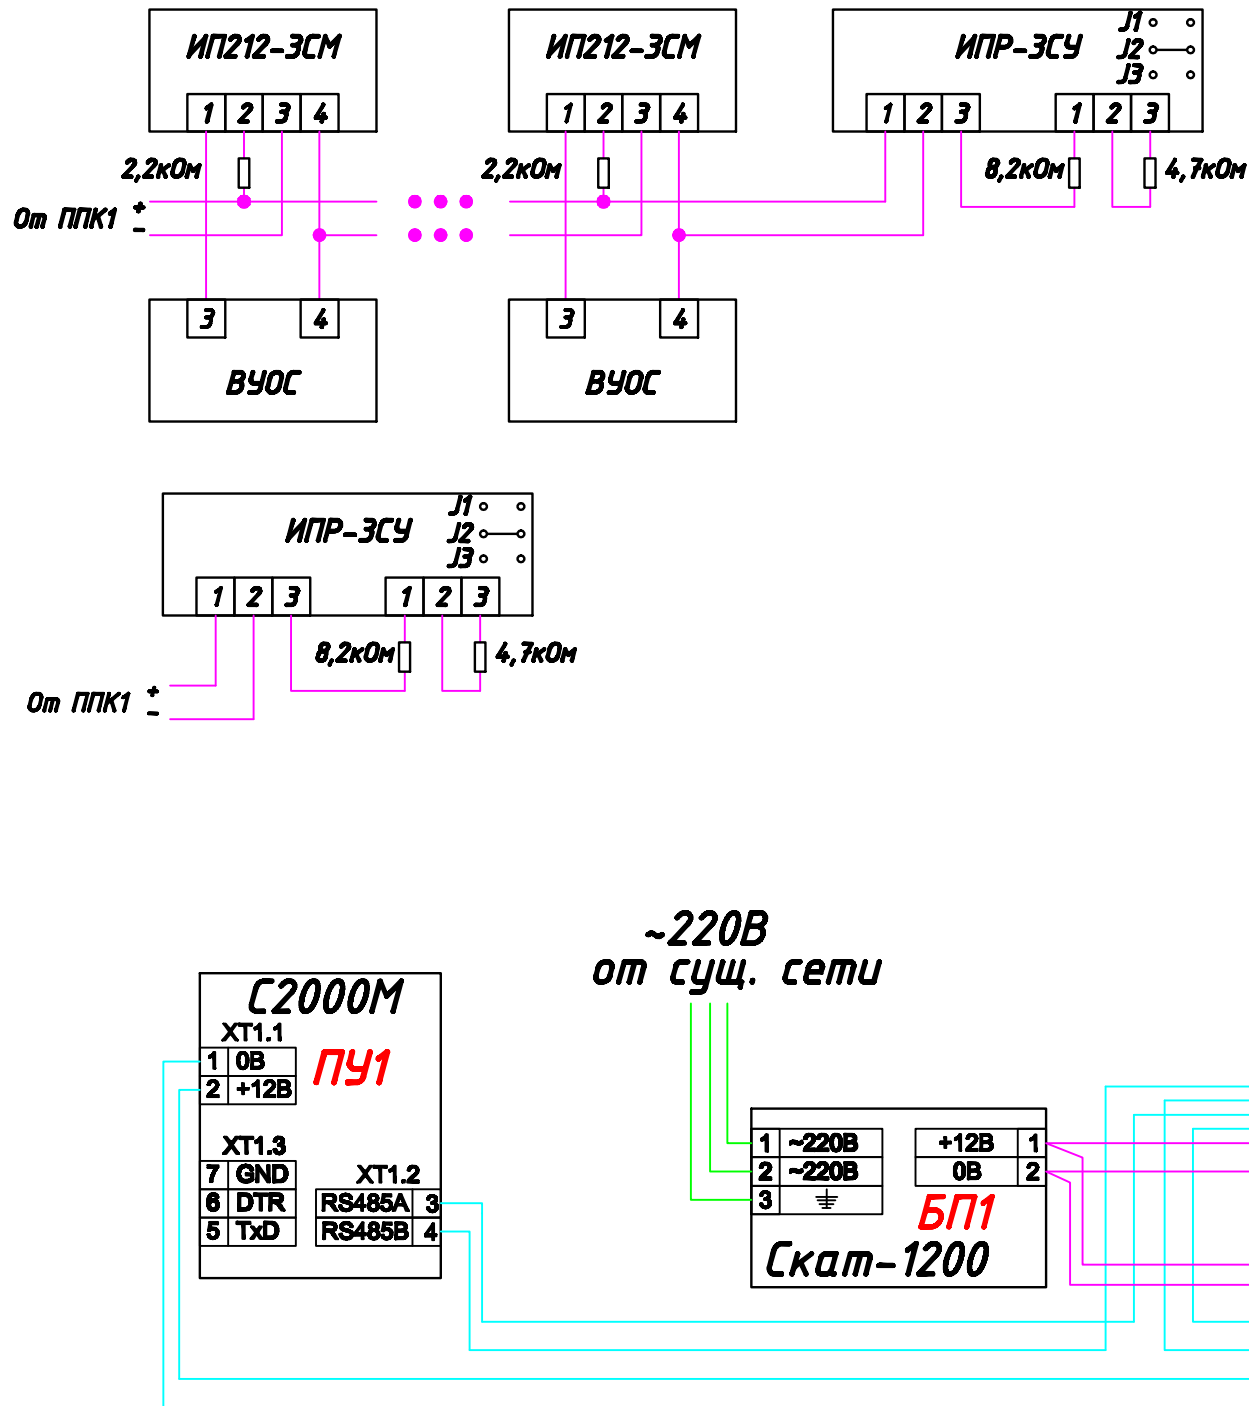 ИП212-3СМ
1 2 3 4
2,2кОм
ИП212-3СМ
1 2 3 4
2,2кОм
ИПР-3СУ
J1
J2
J3
1 2 3
1 2 3
8,2кОм
4,7кОм
От ППК1
+
-
3 4
ВУОС
3 4
ВУОС
ИПР-3СУ
J1
J2
J3
1 2 3
1 2 3
8,2кОм
4,7кОм
От ППК1
+
-
~220В
от сущ. сети
С2000М
XT1.1
ПУ1
1 0В
2 +12В
XT1.3
7 GND
6 DTR
5 TxD
XT1.2
RS485A 3
RS485B 4
1 ~220В
2 ~220В
3
+12В 1
0В 2
БП1
Скат-1200